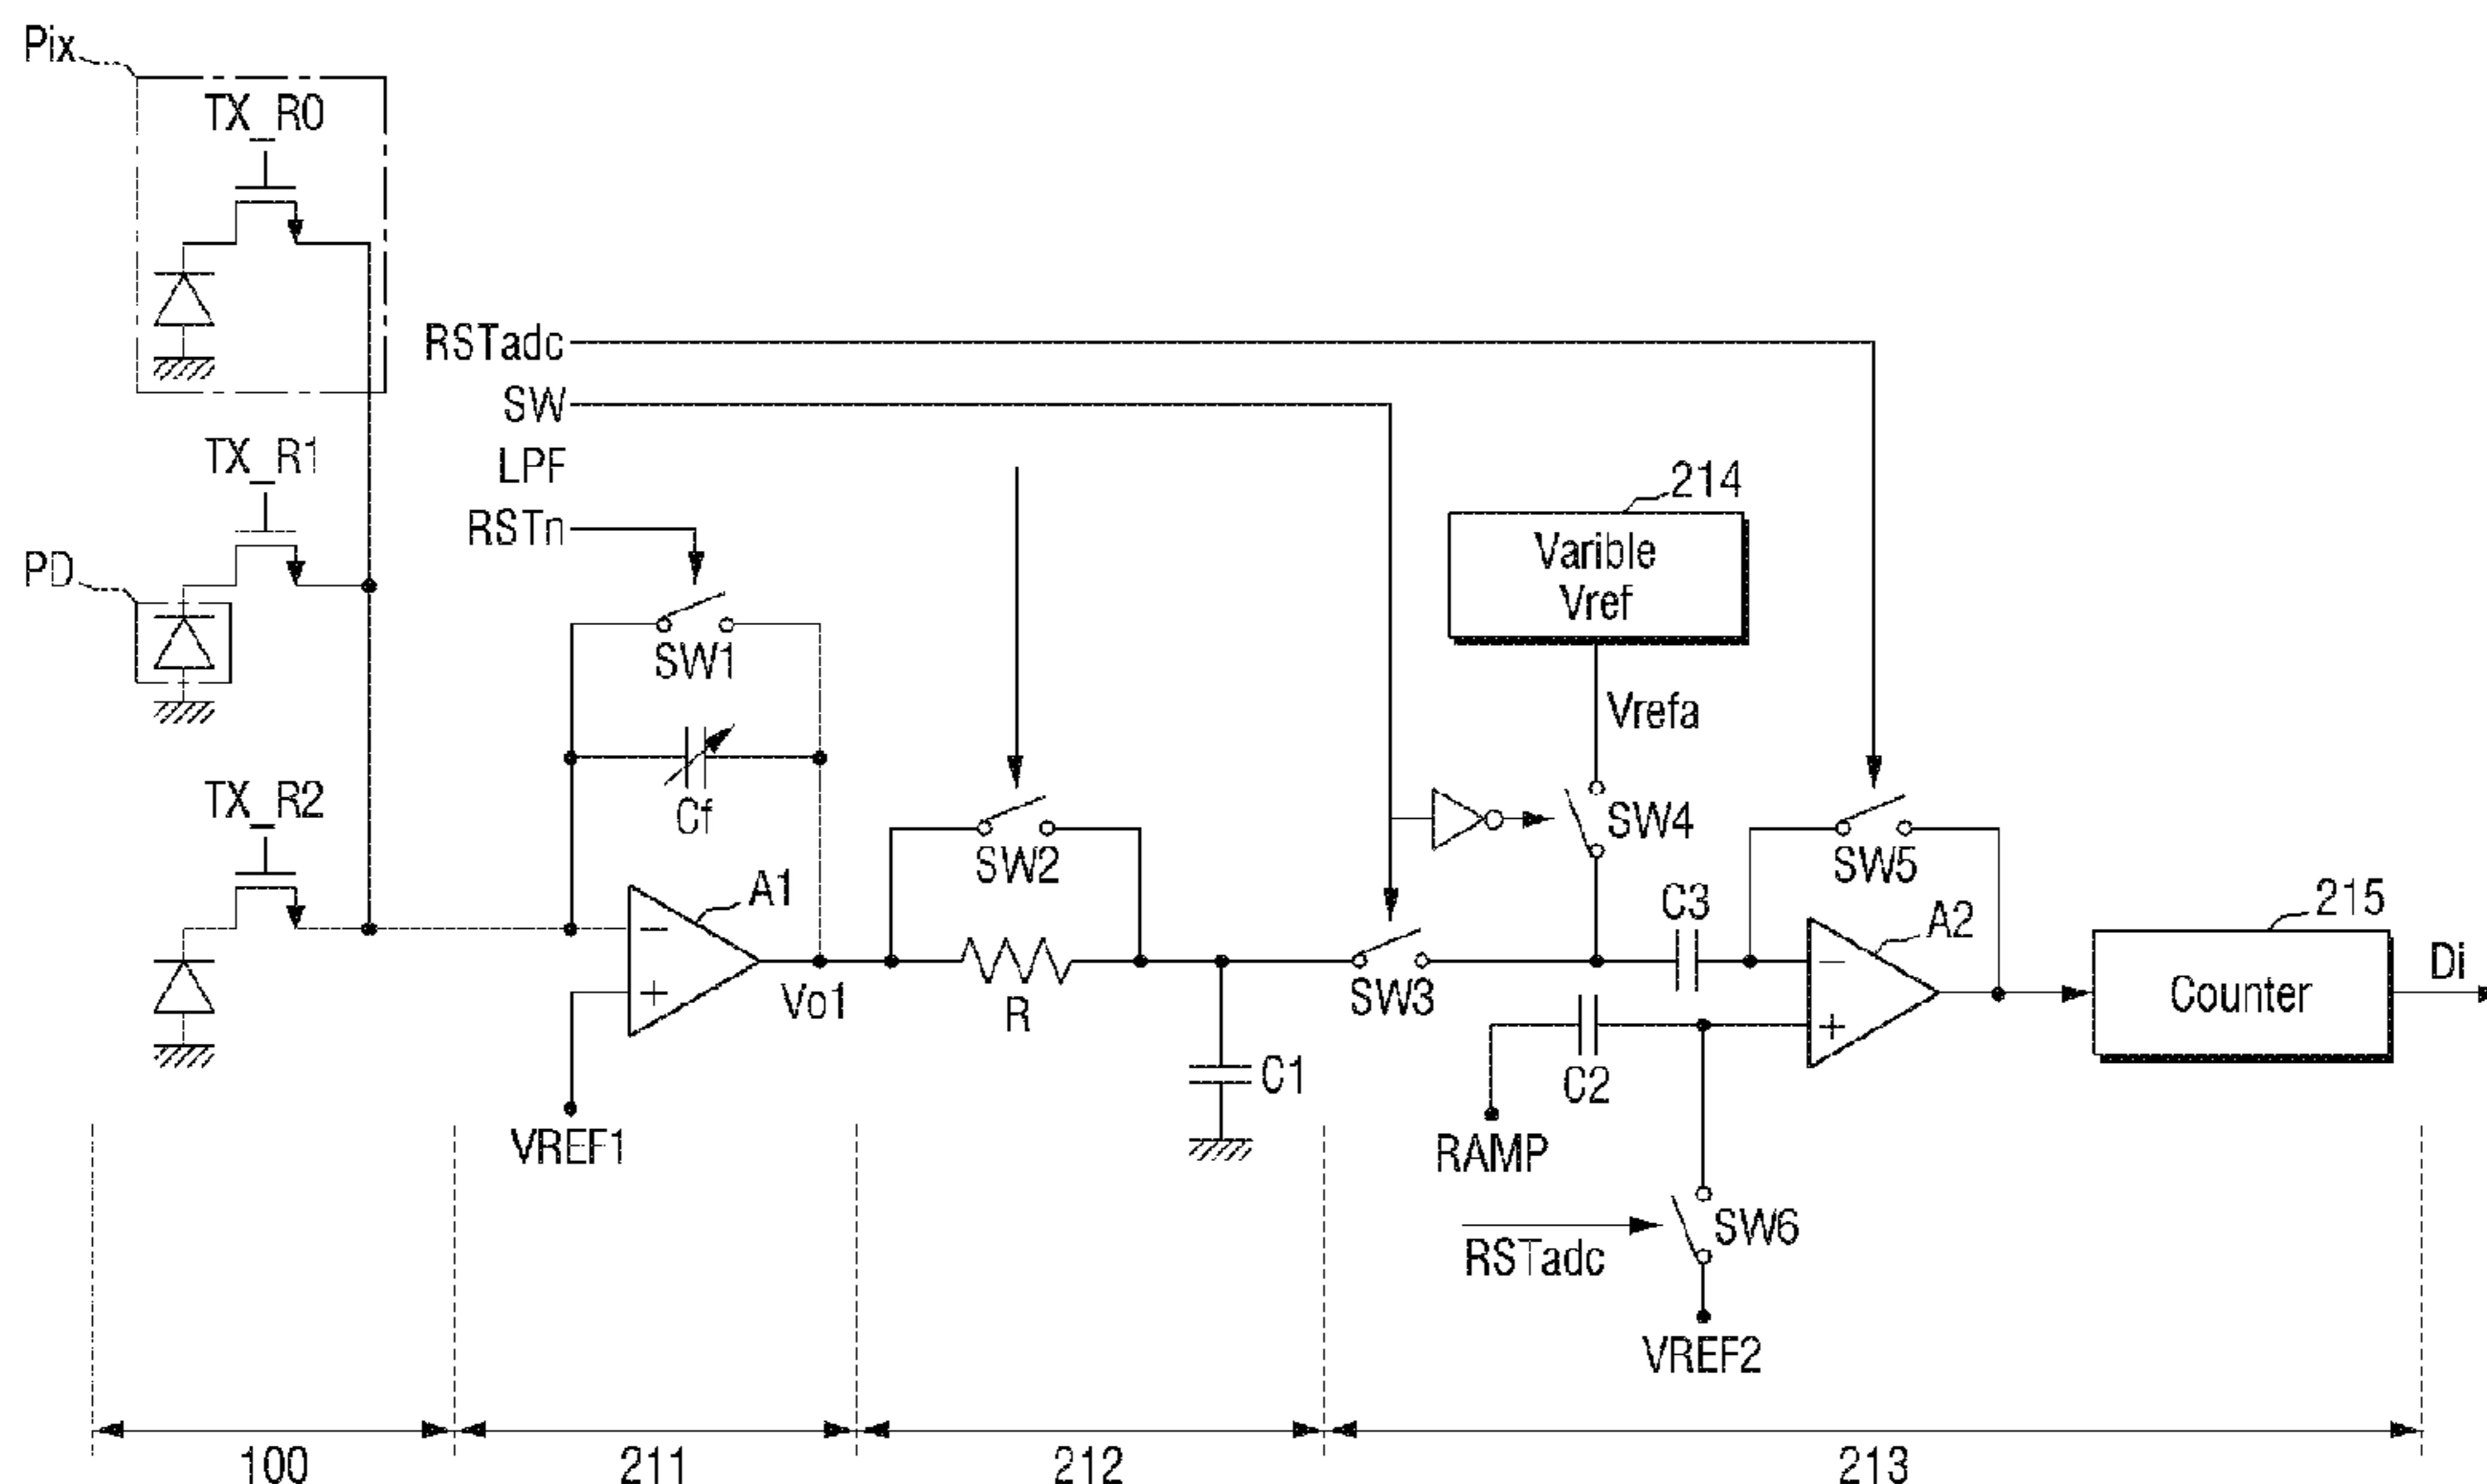 Pix
TX_R0
RSTadc
SW
LPF
RSTn
TX_R1
PD
214
Varible
Vref
SW1
Vrefa
Cf
TX_R2
SW2
SW4
SW5
A1
C3
A2
215
Vo1
R
SW3
Counter
Di
C1
C2
VREF1
RAMP
SW6
RSTadc
VREF2
100
211
212
213